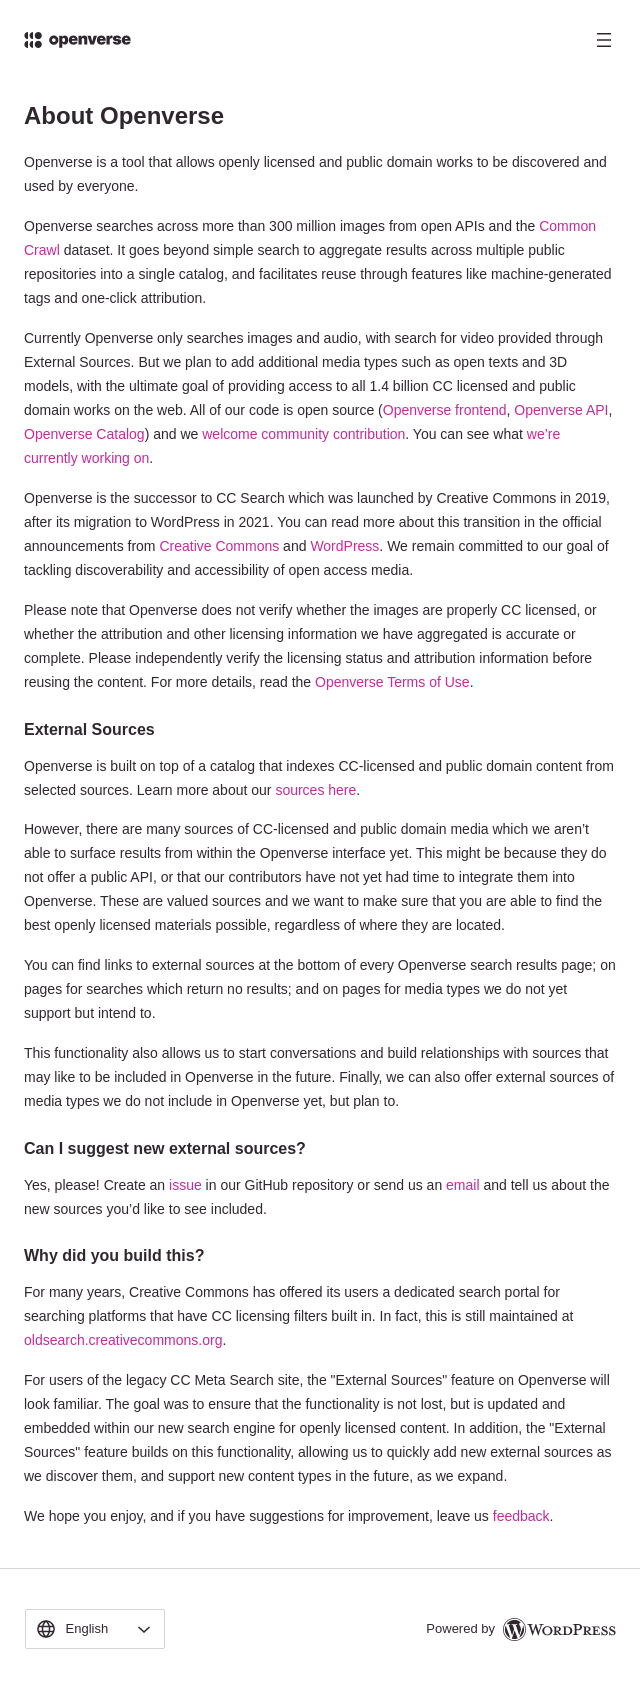 openverse
About Openverse
Openverse is a tool that allows openly licensed and public domain works to be discovered and
used by everyone.
Openverse searches across more than 300 million images from open APIs and the Common
Crawl dataset. It goes beyond simple search to aggregate results across multiple public
repositories into a single catalog, and facilitates reuse through features like machine-generated
tags and one-click attribution.
Currently Openverse only searches images and audio, with search for video provided through
External Sources. But we plan to add additional media types such as open texts and 3D
models, with the ultimate goal of providing access to all 1.4 billion CC licensed and public
domain works on the web. All of our code is open source (Openverse frontend, Openverse API,
Openverse Catalog) and we welcome community contribution. You can see what we’re
currently working on.
Openverse is the successor to CC Search which was launched by Creative Commons in 2019,
after its migration to WordPress in 2021. You can read more about this transition in the official
announcements from Creative Commons and WordPress. We remain committed to our goal of
tackling discoverability and accessibility of open access media.
Please note that Openverse does not verify whether the images are properly CC licensed, or
whether the attribution and other licensing information we have aggregated is accurate or
complete. Please independently verify the licensing status and attribution information before
reusing the content. For more details, read the Openverse Terms of Use.
External Sources
Openverse is built on top of a catalog that indexes CC-licensed and public domain content from
selected sources. Learn more about our sources here.
However, there are many sources of CC-licensed and public domain media which we aren’t
able to surface results from within the Openverse interface yet. This might be because they do
not offer a public API, or that our contributors have not yet had time to integrate them into
Openverse. These are valued sources and we want to make sure that you are able to find the
best openly licensed materials possible, regardless of where they are located.
You can find links to external sources at the bottom of every Openverse search results page; on
pages for searches which return no results; and on pages for media types we do not yet
support but intend to.
This functionality also allows us to start conversations and build relationships with sources that
may like to be included in Openverse in the future. Finally, we can also offer external sources of
media types we do not include in Openverse yet, but plan to.
Can I suggest new external sources?
Yes, please! Create an issue in our GitHub repository or send us an email and tell us about the
new sources you’d like to see included.
Why did you build this?
For many years, Creative Commons has offered its users a dedicated search portal for
searching platforms that have CC licensing filters built in. In fact, this is still maintained at
oldsearch.creativecommons.org.
For users of the legacy CC Meta Search site, the "External Sources" feature on Openverse will
look familiar. The goal was to ensure that the functionality is not lost, but is updated and
embedded within our new search engine for openly licensed content. In addition, the "External
Sources" feature builds on this functionality, allowing us to quickly add new external sources as
we discover them, and support new content types in the future, as we expand.
We hope you enjoy, and if you have suggestions for improvement, leave us feedback.
English
Powered by WORDPRESS